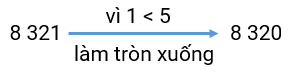 vì 1 < 5
8 321 8 320
làm tròn xuống